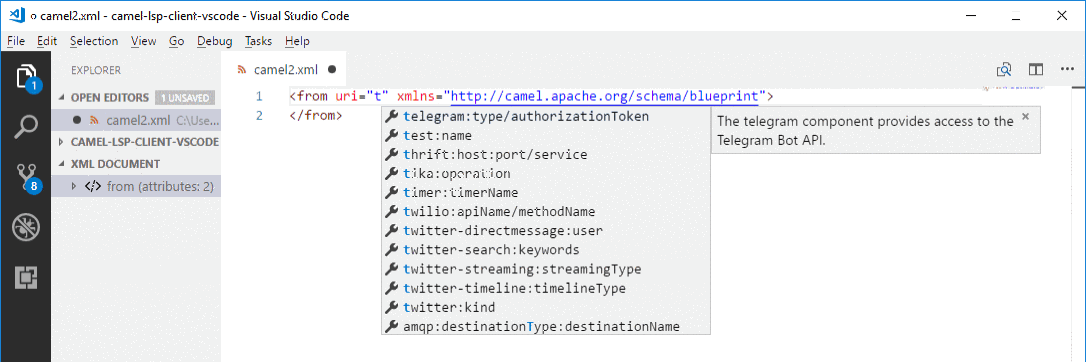 camel2.xml - camel-lsp-client-vscode - Visual Studio Code
File Edit Selection View Go Debug Tasks Help
EXPLORER
OPEN EDITORS 1 UNSAVED
camel2.xml C:\Use...
CAMEL-LSP-CLIENT-VSCODE
XML DOCUMENT
from (attributes: 2)
1
8
camel2.xml
1 <from uri="t" xmlns="http://camel.apache.org/schema/blueprint">
2 </from>
telegram:type/authorizationToken
test:name
thrift:host:port/service
tika:operation
timer:timerName
twilio:apiName/methodName
twitter-directmessage:user
twitter-search:keywords
twitter-streaming:streamingType
twitter-timeline:timelineType
twitter:kind
amqp:destinationType:destinationName
The telegram component provides access to the
Telegram Bot API.